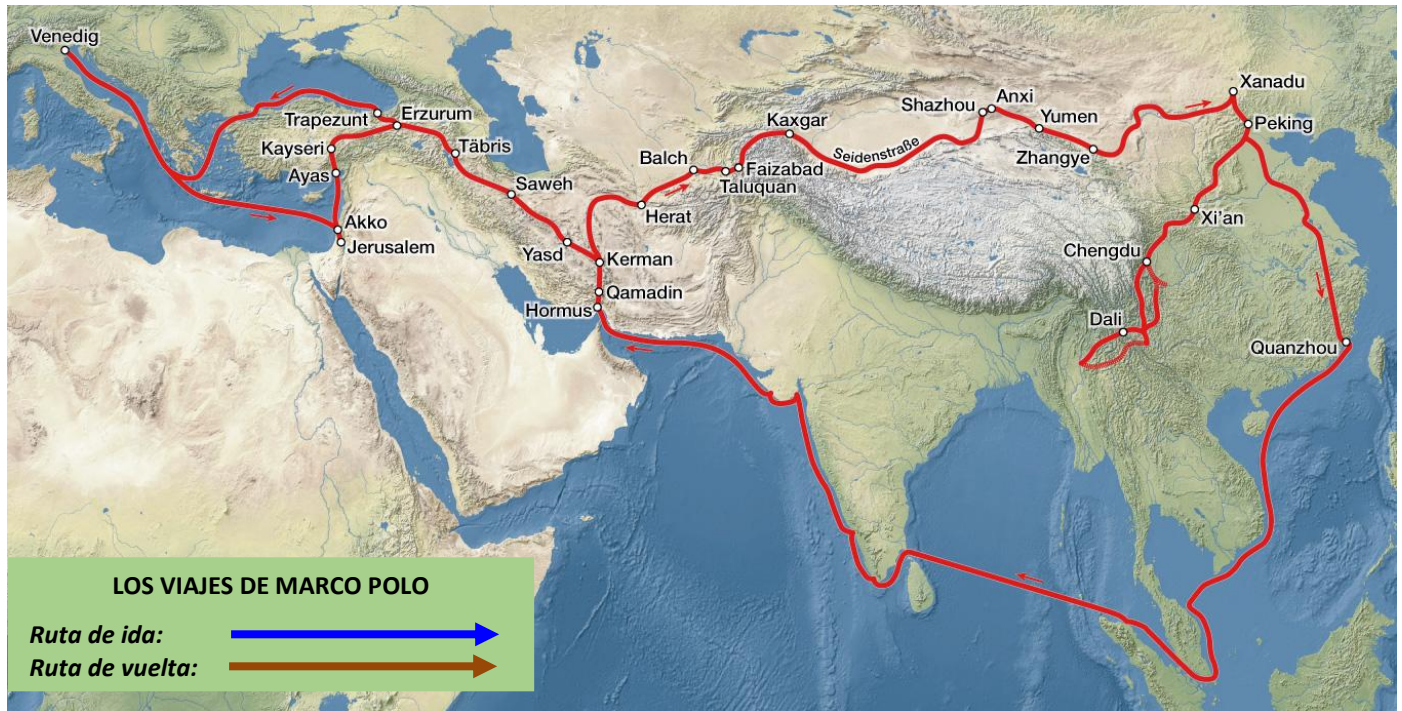 Venedig
Xanadu
Anxi
Shazhou
Trapezunt
Erzurum
Yumen
Peking
Kaxgar
Kayseri
Täbris
Seidenstraße
Zhangye
Balch
Faizabad
Ayas
Taluquan
Saweh
Herat
Xi'an
Akko
Jerusalem
Yasd
Kerman
Chengdu
Qamadin
Hormus
Dali
Quanzhou
LOS VIAJES DE MARCO POLO
Ruta de ida:
Ruta de vuelta: